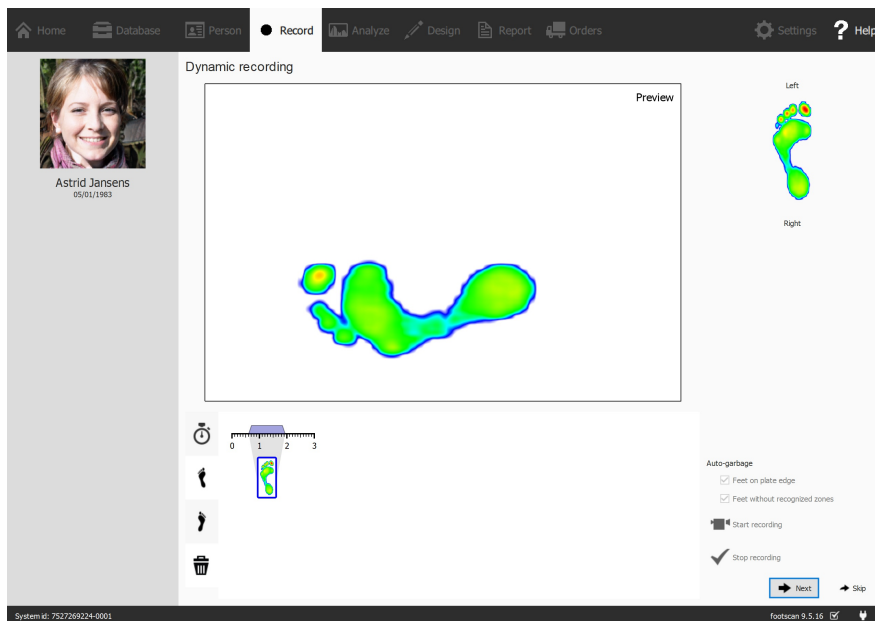 Home Database Person Record Analyze Design Report Orders Settings ? Help
Dynamic recording
Preview
Left
Astrid Jansens
05/01/1983
Right
0 1 2 3
Auto-garbage
Feet on plate edge
Feet without recognized zones
Start recording
Stop recording
Next Skip
System id: 7527269224-0001 footscan 9.5.16